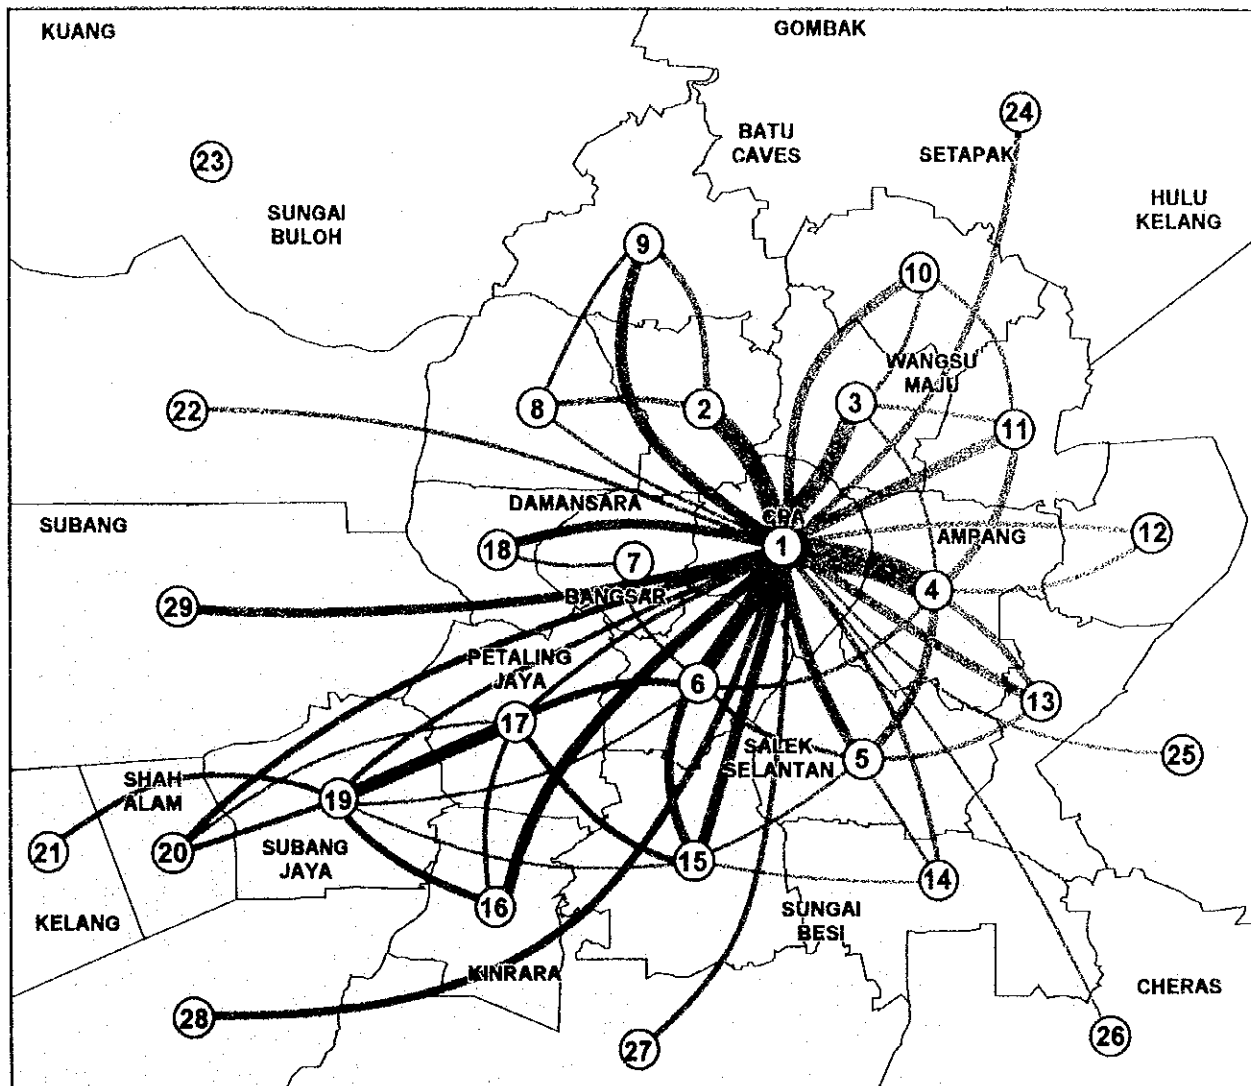 KUANG
GOMBAK
24
BATU
CAVES
SETAPAK
23
HULU
KELANG
SUNGAI
BULOH
9
10
WANGSU
MAJU
22
8
2
3
11
DAMANSARA
CBA
SUBANG
18
7
1
AMPANG
12
29
BANGSAR
4
PETALING
JAYA
6
13
17
SALEK
SELANTAN
5
25
SHAH
ALAM
19
21
20
SUBANG
JAYA
15
14
16
KELANG
SUNGAI
BESI
KINRARA
CHERAS
28
27
26